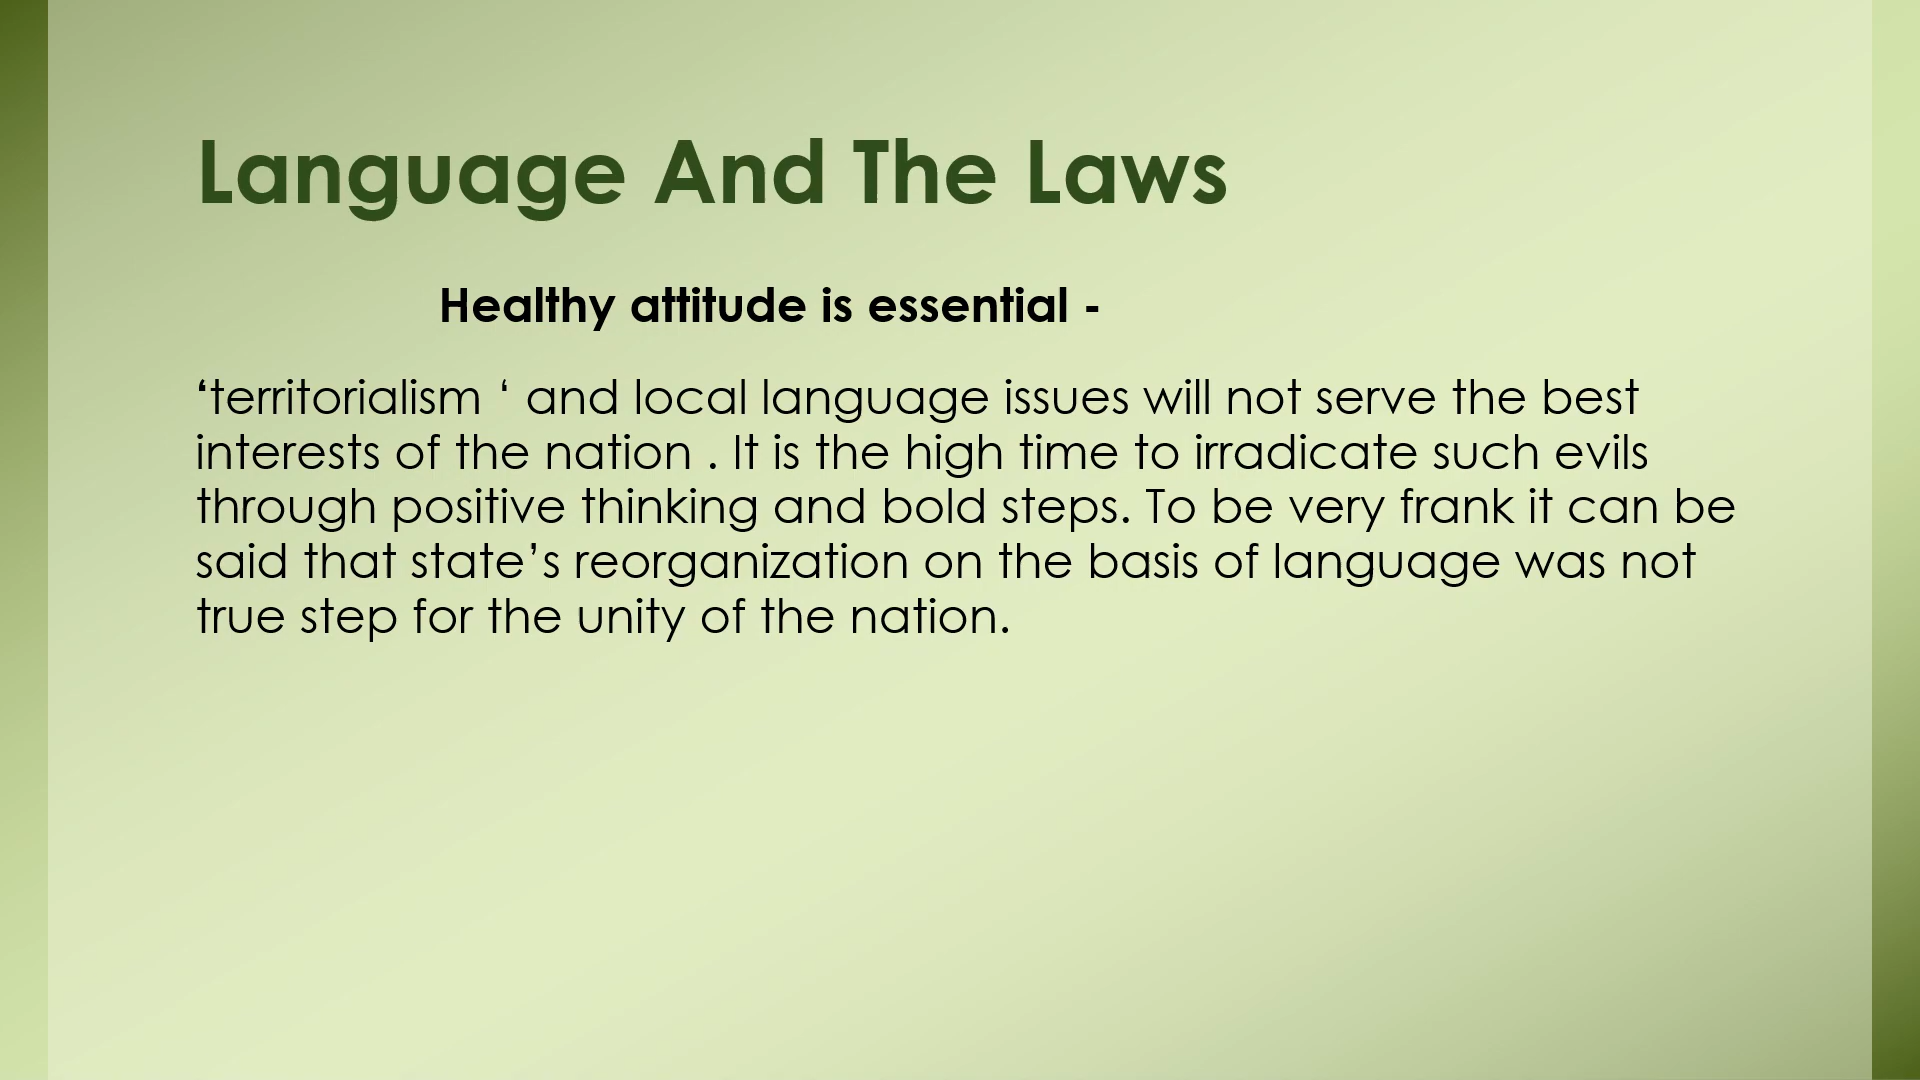 Language And The Laws
Healthy attitude is essential -
‘territorialism ‘ and local language issues will not serve the best
interests of the nation . It is the high time to irradicate such evils
through positive thinking and bold steps. To be very frank it can be
said that state’s reorganization on the basis of language was not
true step for the unity of the nation.